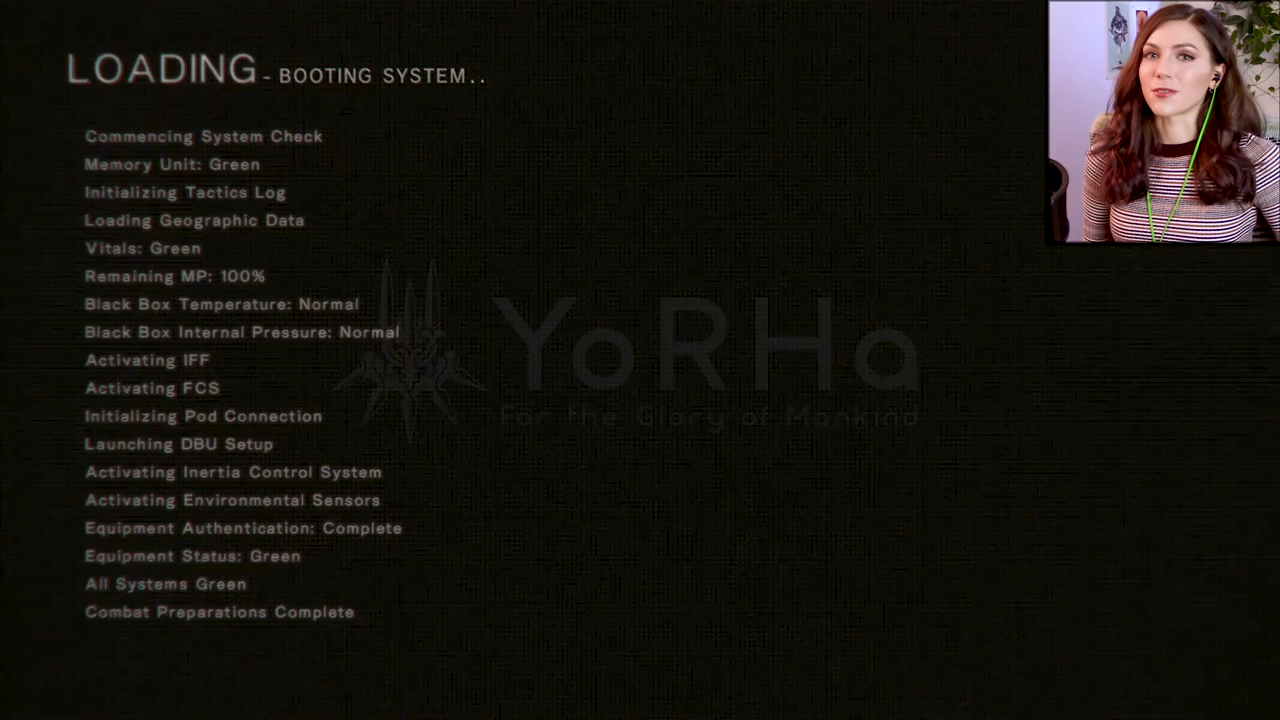 LOADING - BOOTING SYSTEM..
Commencing System Check
Memory Unit: Green
Initializing Tactics Log
Loading Geographic Data
Vitals: Green
Remaining MP: 100%
Black Box Temperature: Normal
Black Box Internal Pressure: Normal
Activating IFF
Activating FCS
Initializing Pod Connection
Launching DBU Setup
Activating Inertia Control System
Activating Environmental Sensors
Equipment Authentication: Complete
Equipment Status: Green
All Systems Green
Combat Preparations Complete
YoRHa
For the Glory of Mankind